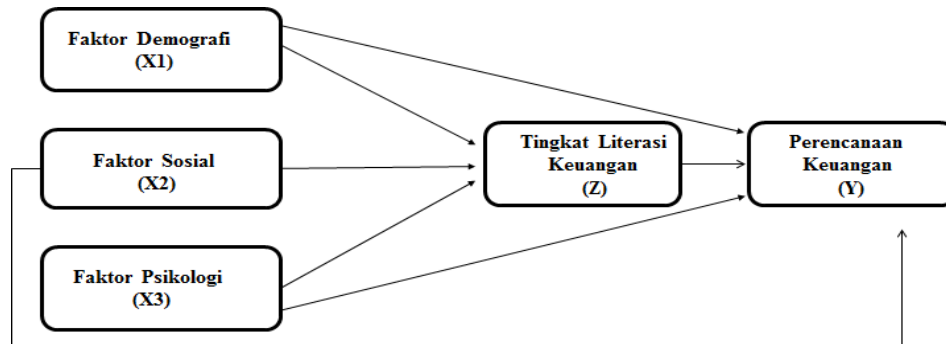 Faktor Demografi
(X1)
Faktor Sosial
(X2)
Faktor Psikologi
(X3)
Tingkat Literasi
Keuangan
(Z)
Perencanaan
Keuangan
(Y)